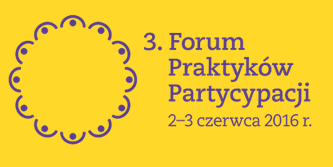 3. Forum
Praktyków
Partycypacji
2–3 czerwca 2016 r.